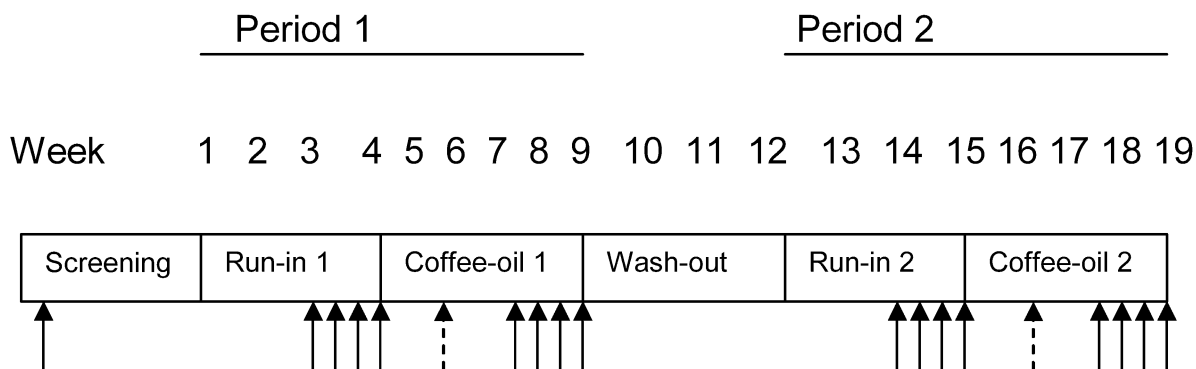 Period 1 Period 2
Week 1 2 3 4 5 6 7 8 9 10 11 12 13 14 15 16 17 18 19
Screening Run-in 1 Coffee-oil 1 Wash-out Run-in 2 Coffee-oil 2